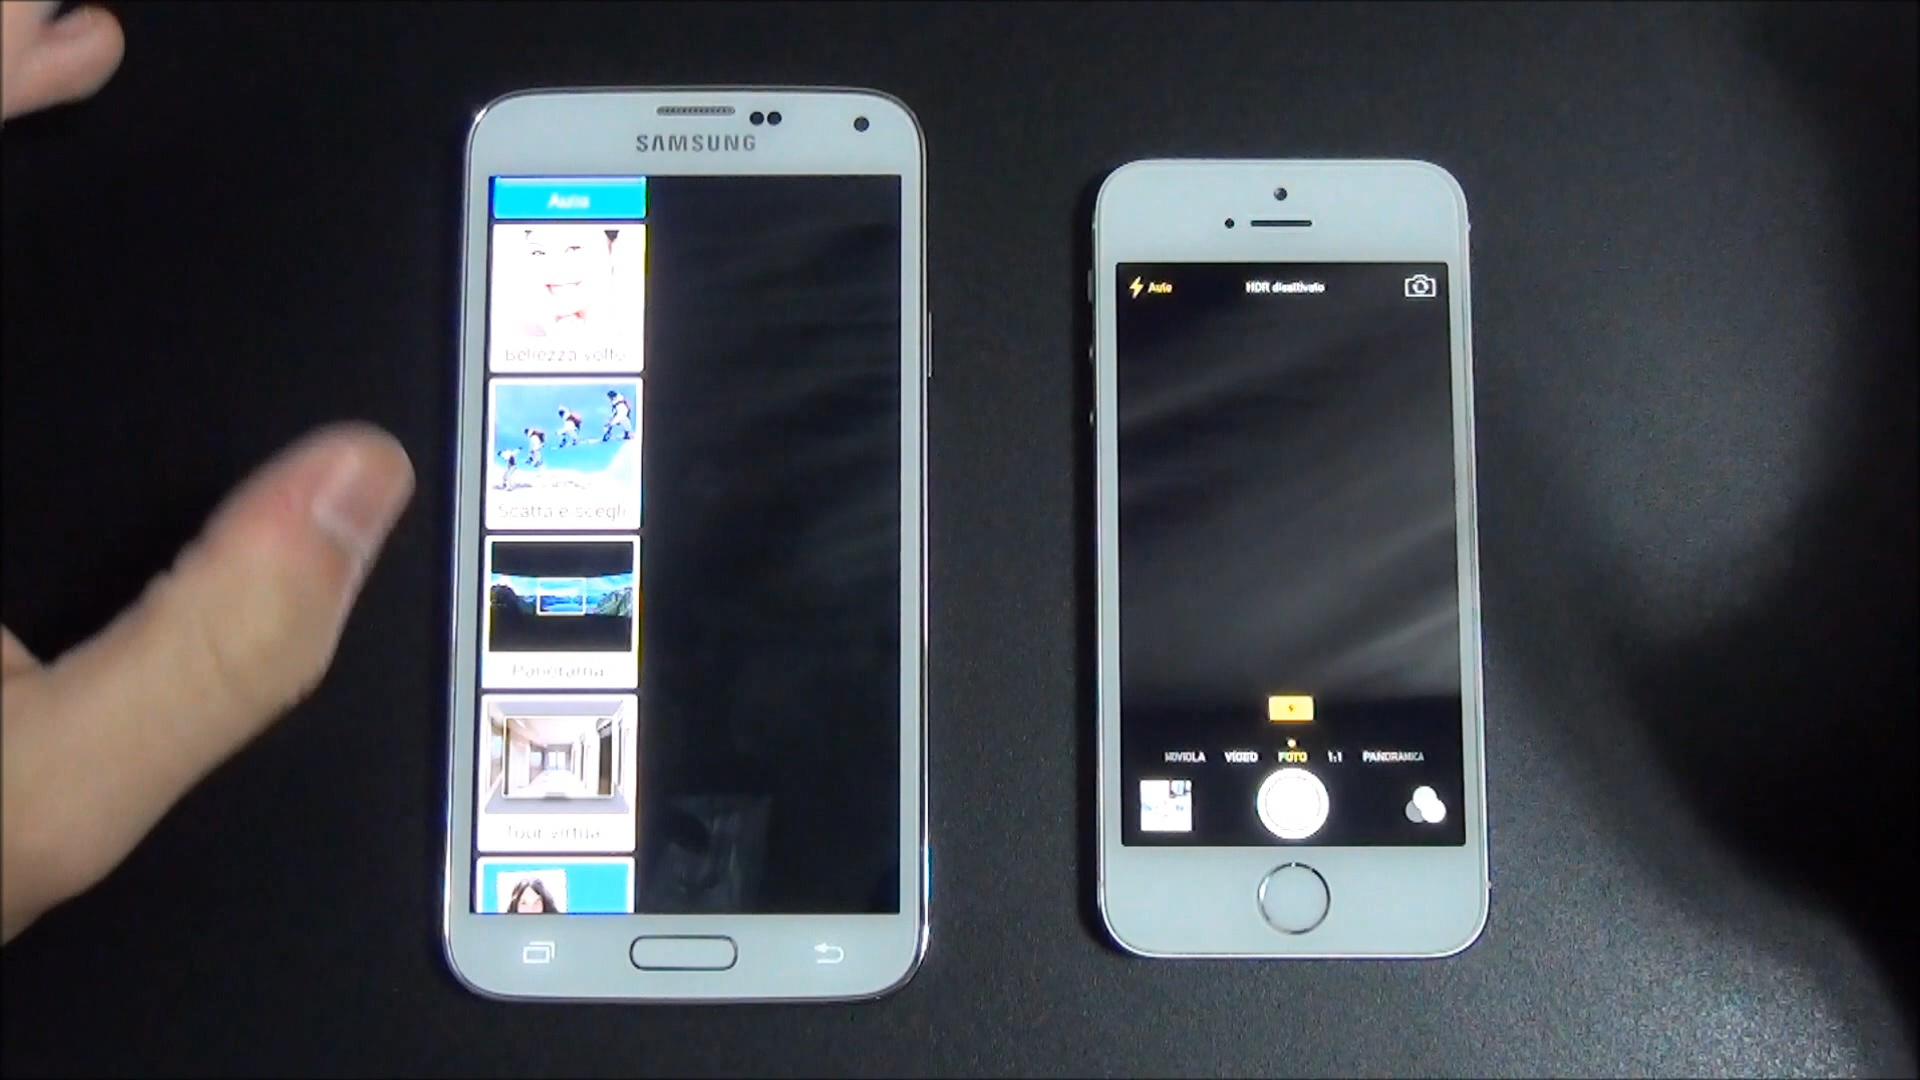 SAMSUNG
Auto
Bellezza volto
Scatta e scegli
Panorama
Tour virtua
Auto
HDR disattivato
MOVIOLA VIDEO FOTO 1:1 PANORAMICA